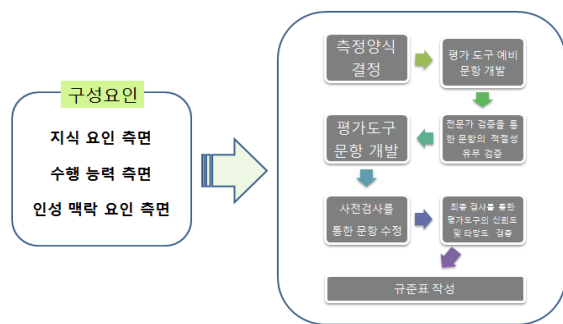 구성요인
지식 요인 측면
수행 능력 측면
인성 맥락 요인 측면
측정양식
결정
평가 도구 예비
문항 개발
전문가 검증을 통
한 문항의 적절성
유무 검증
평가도구
문항 개발
사전검사를
통한 문항 수정
최종 검사를 통한
평가도구의 신뢰도
및 타당도 검증
규준표 작성